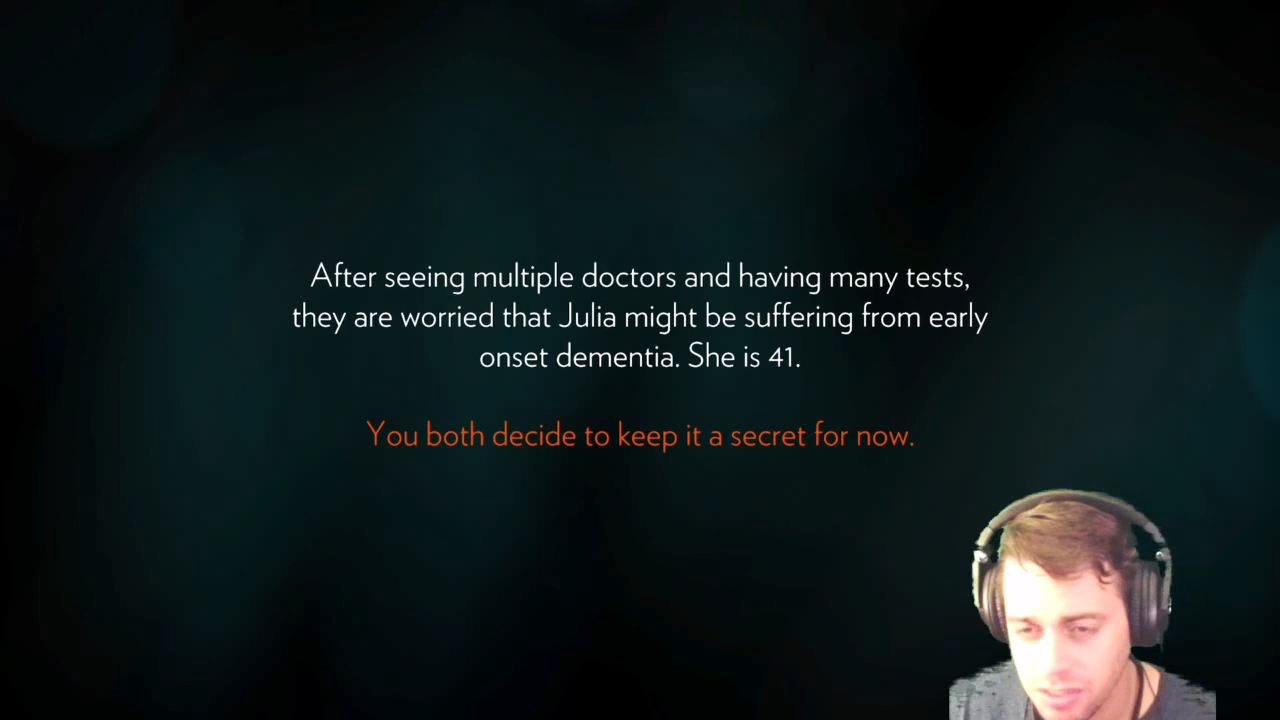 After seeing multiple doctors and having many tests,
they are worried that Julia might be suffering from early
onset dementia. She is 41.
You both decide to keep it a secret for now.